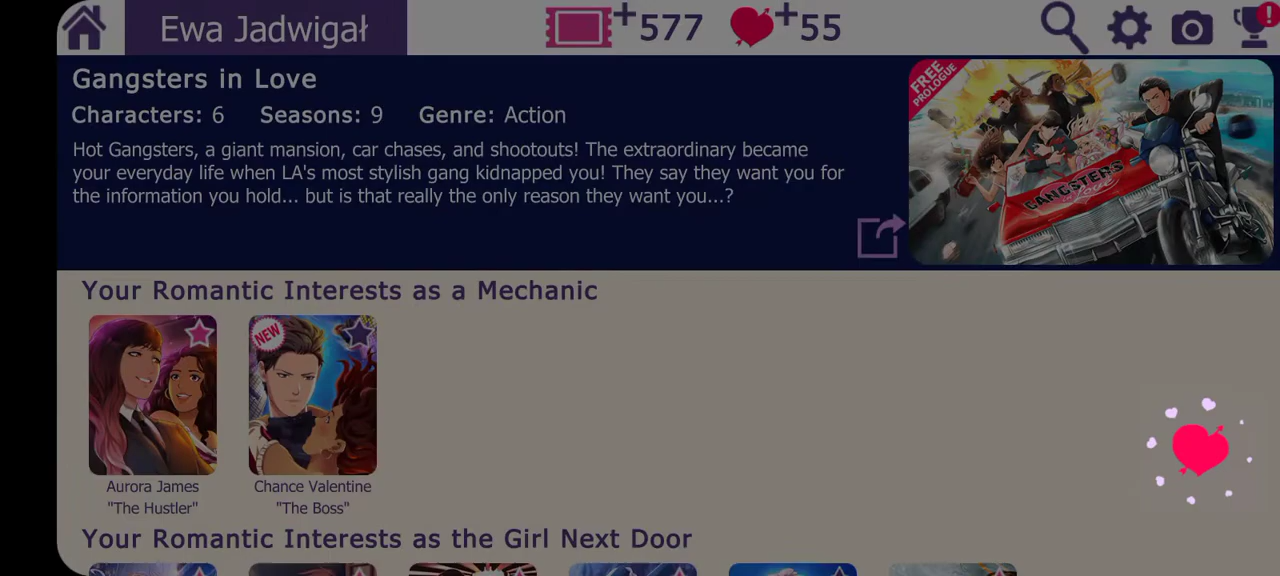 Ewa Jadwigał
+577
+55
!
Gangsters in Love
Characters: 6 Seasons: 9 Genre: Action
Hot Gangsters, a giant mansion, car chases, and shootouts! The extraordinary became
your everyday life when LA's most stylish gang kidnapped you! They say they want you for
the information you hold... but is that really the only reason they want you...?
FREE
PROLOGUE
GANGSTERS
in Love
Your Romantic Interests as a Mechanic
NEW
Aurora James
"The Hustler"
Chance Valentine
"The Boss"
Your Romantic Interests as the Girl Next Door